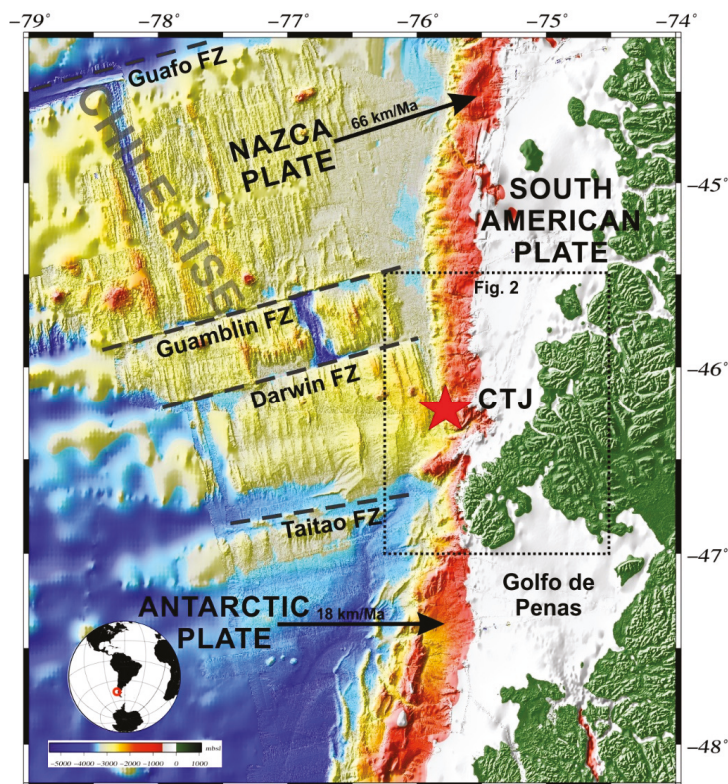 −79 −78 −77 −76 −75 −74
Guafo FZ
CHILE RISE
66 km/Ma
NAZCA
PLATE
−45°
SOUTH
AMERICAN
PLATE
Fig. 2
Guamblin FZ
−46°
Darwin FZ
CTJ
Taitao FZ
−47°
Golfo de
Penas
ANTARCTIC
18 km/Ma
PLATE
mbsl
−5000 −4000 −3000 −2000 −1000 0 1000
−48°